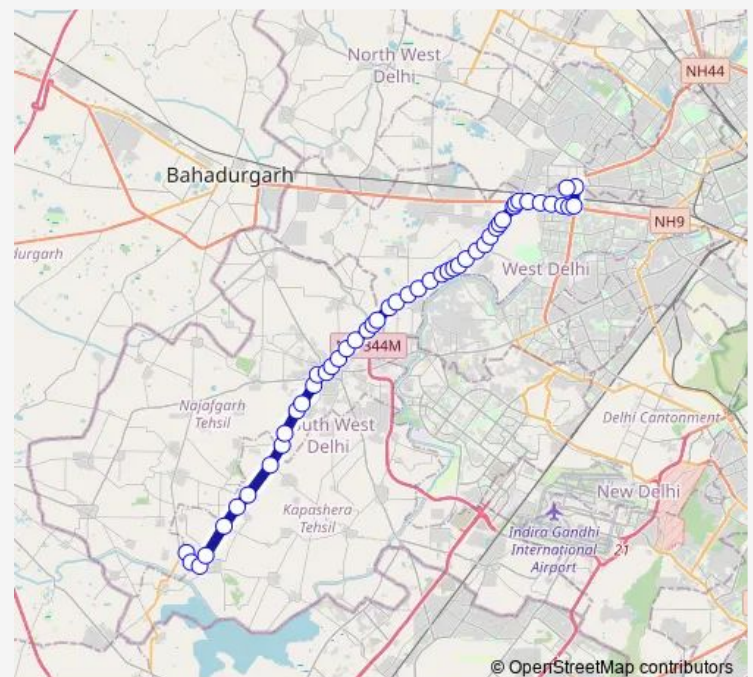 North West
Delhi
NH44
Bahadurgarh
NH9
West Delhi
344M
Najafgarh
Tehsil
Delhi Cantonment
South West
Delhi
New Delhi
Kapashera
Tehsil
Indira Gandhi
International
Airport
21
© OpenStreetMap contributors